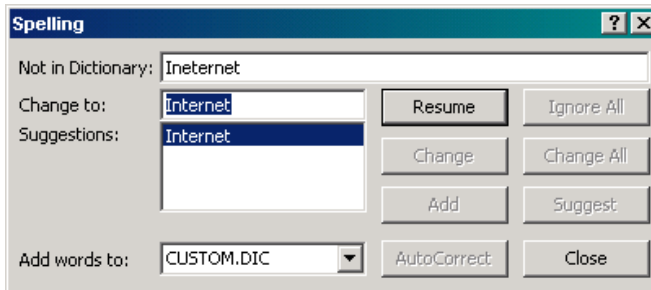 Spelling
Not in Dictionary: Ineternet
Change to: Internet Resume Ignore All
Suggestions: Internet
Change Change All
Add Suggest
Add words to: CUSTOM.DIC AutoCorrect Close